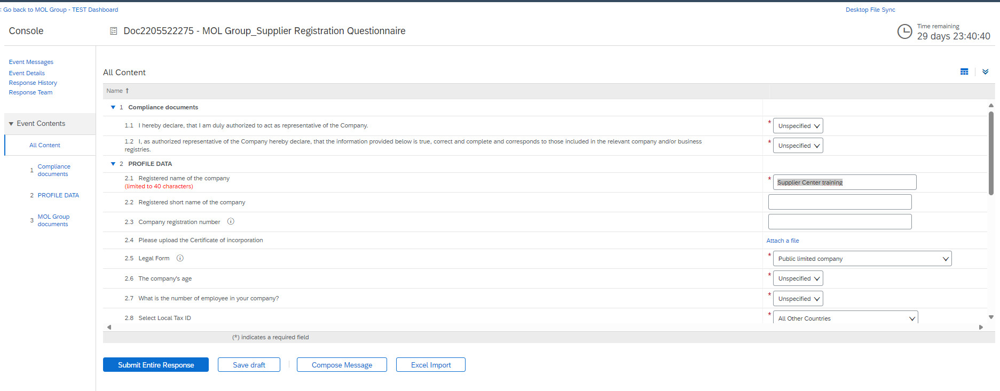 < Go back to MOL Group - TEST Dashboard
Desktop File Sync
Console
Doc2205522275 - MOL Group_Supplier Registration Questionnaire
Time remaining
29 days 23:40:40
Event Messages
Event Details
Response History
Response Team
Event Contents
All Content
1 Compliance documents
2 PROFILE DATA
3 MOL Group documents
All Content
Name ↑
1 Compliance documents
1.1 I hereby declare, that I am duly authorized to act as representative of the Company.
* Unspecified
1.2 I, as authorized representative of the Company hereby declare, that the information provided below is true, correct and complete and corresponds to those included in the relevant company and/or business
registries.
* Unspecified
2 PROFILE DATA
2.1 Registered name of the company
(limited to 40 characters)
* Supplier Center training
2.2 Registered short name of the company
2.3 Company registration number
2.4 Please upload the Certificate of incorporation
Attach a file
2.5 Legal Form
* Public limited company
2.6 The company's age
* Unspecified
2.7 What is the number of employee in your company?
* Unspecified
2.8 Select Local Tax ID
* All Other Countries
(*) indicates a required field
Submit Entire Response
Save draft
Compose Message
Excel Import